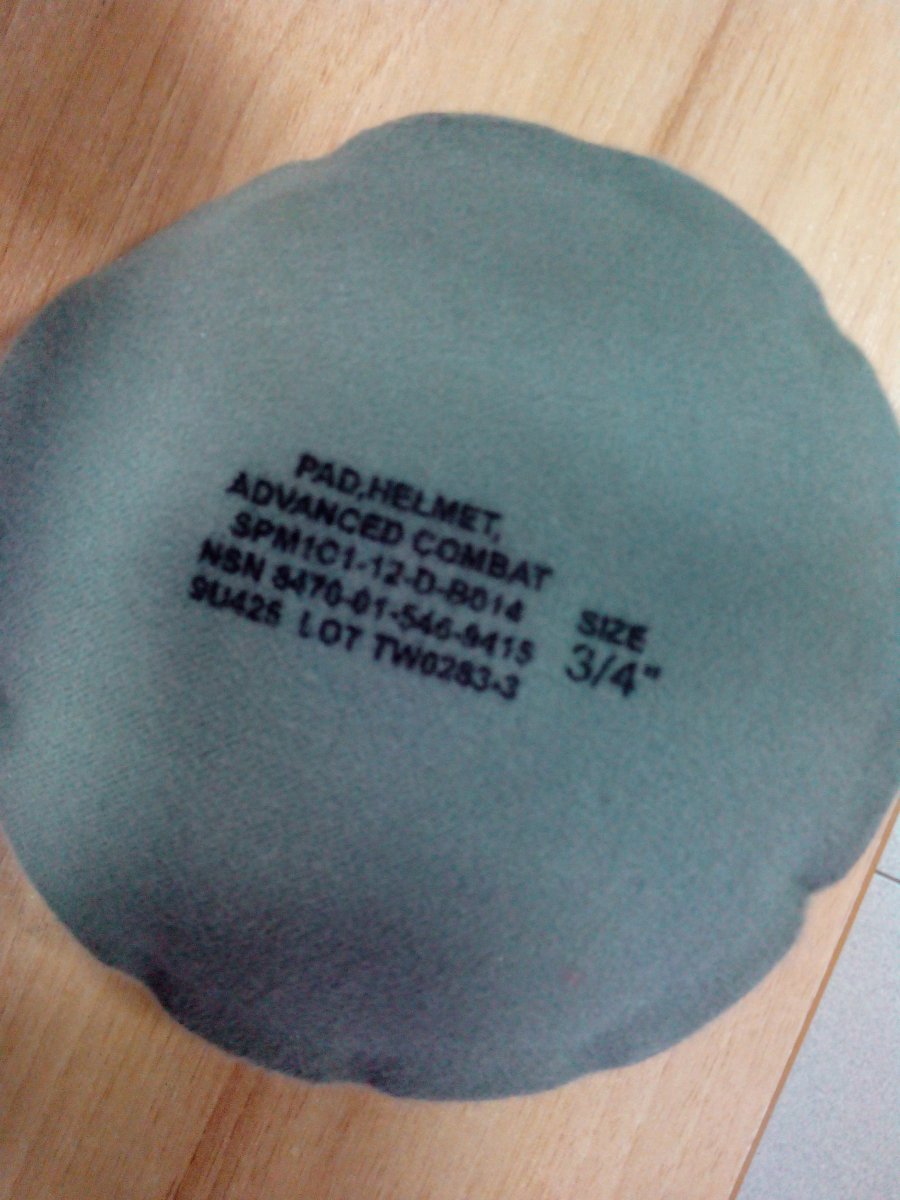 PAD,HELMET,
ADVANCED COMBAT
SPM1C1-12-D-B014
NSN 8470-01-546-9415
9U425 LOT TW0283-3
SIZE
3/4"